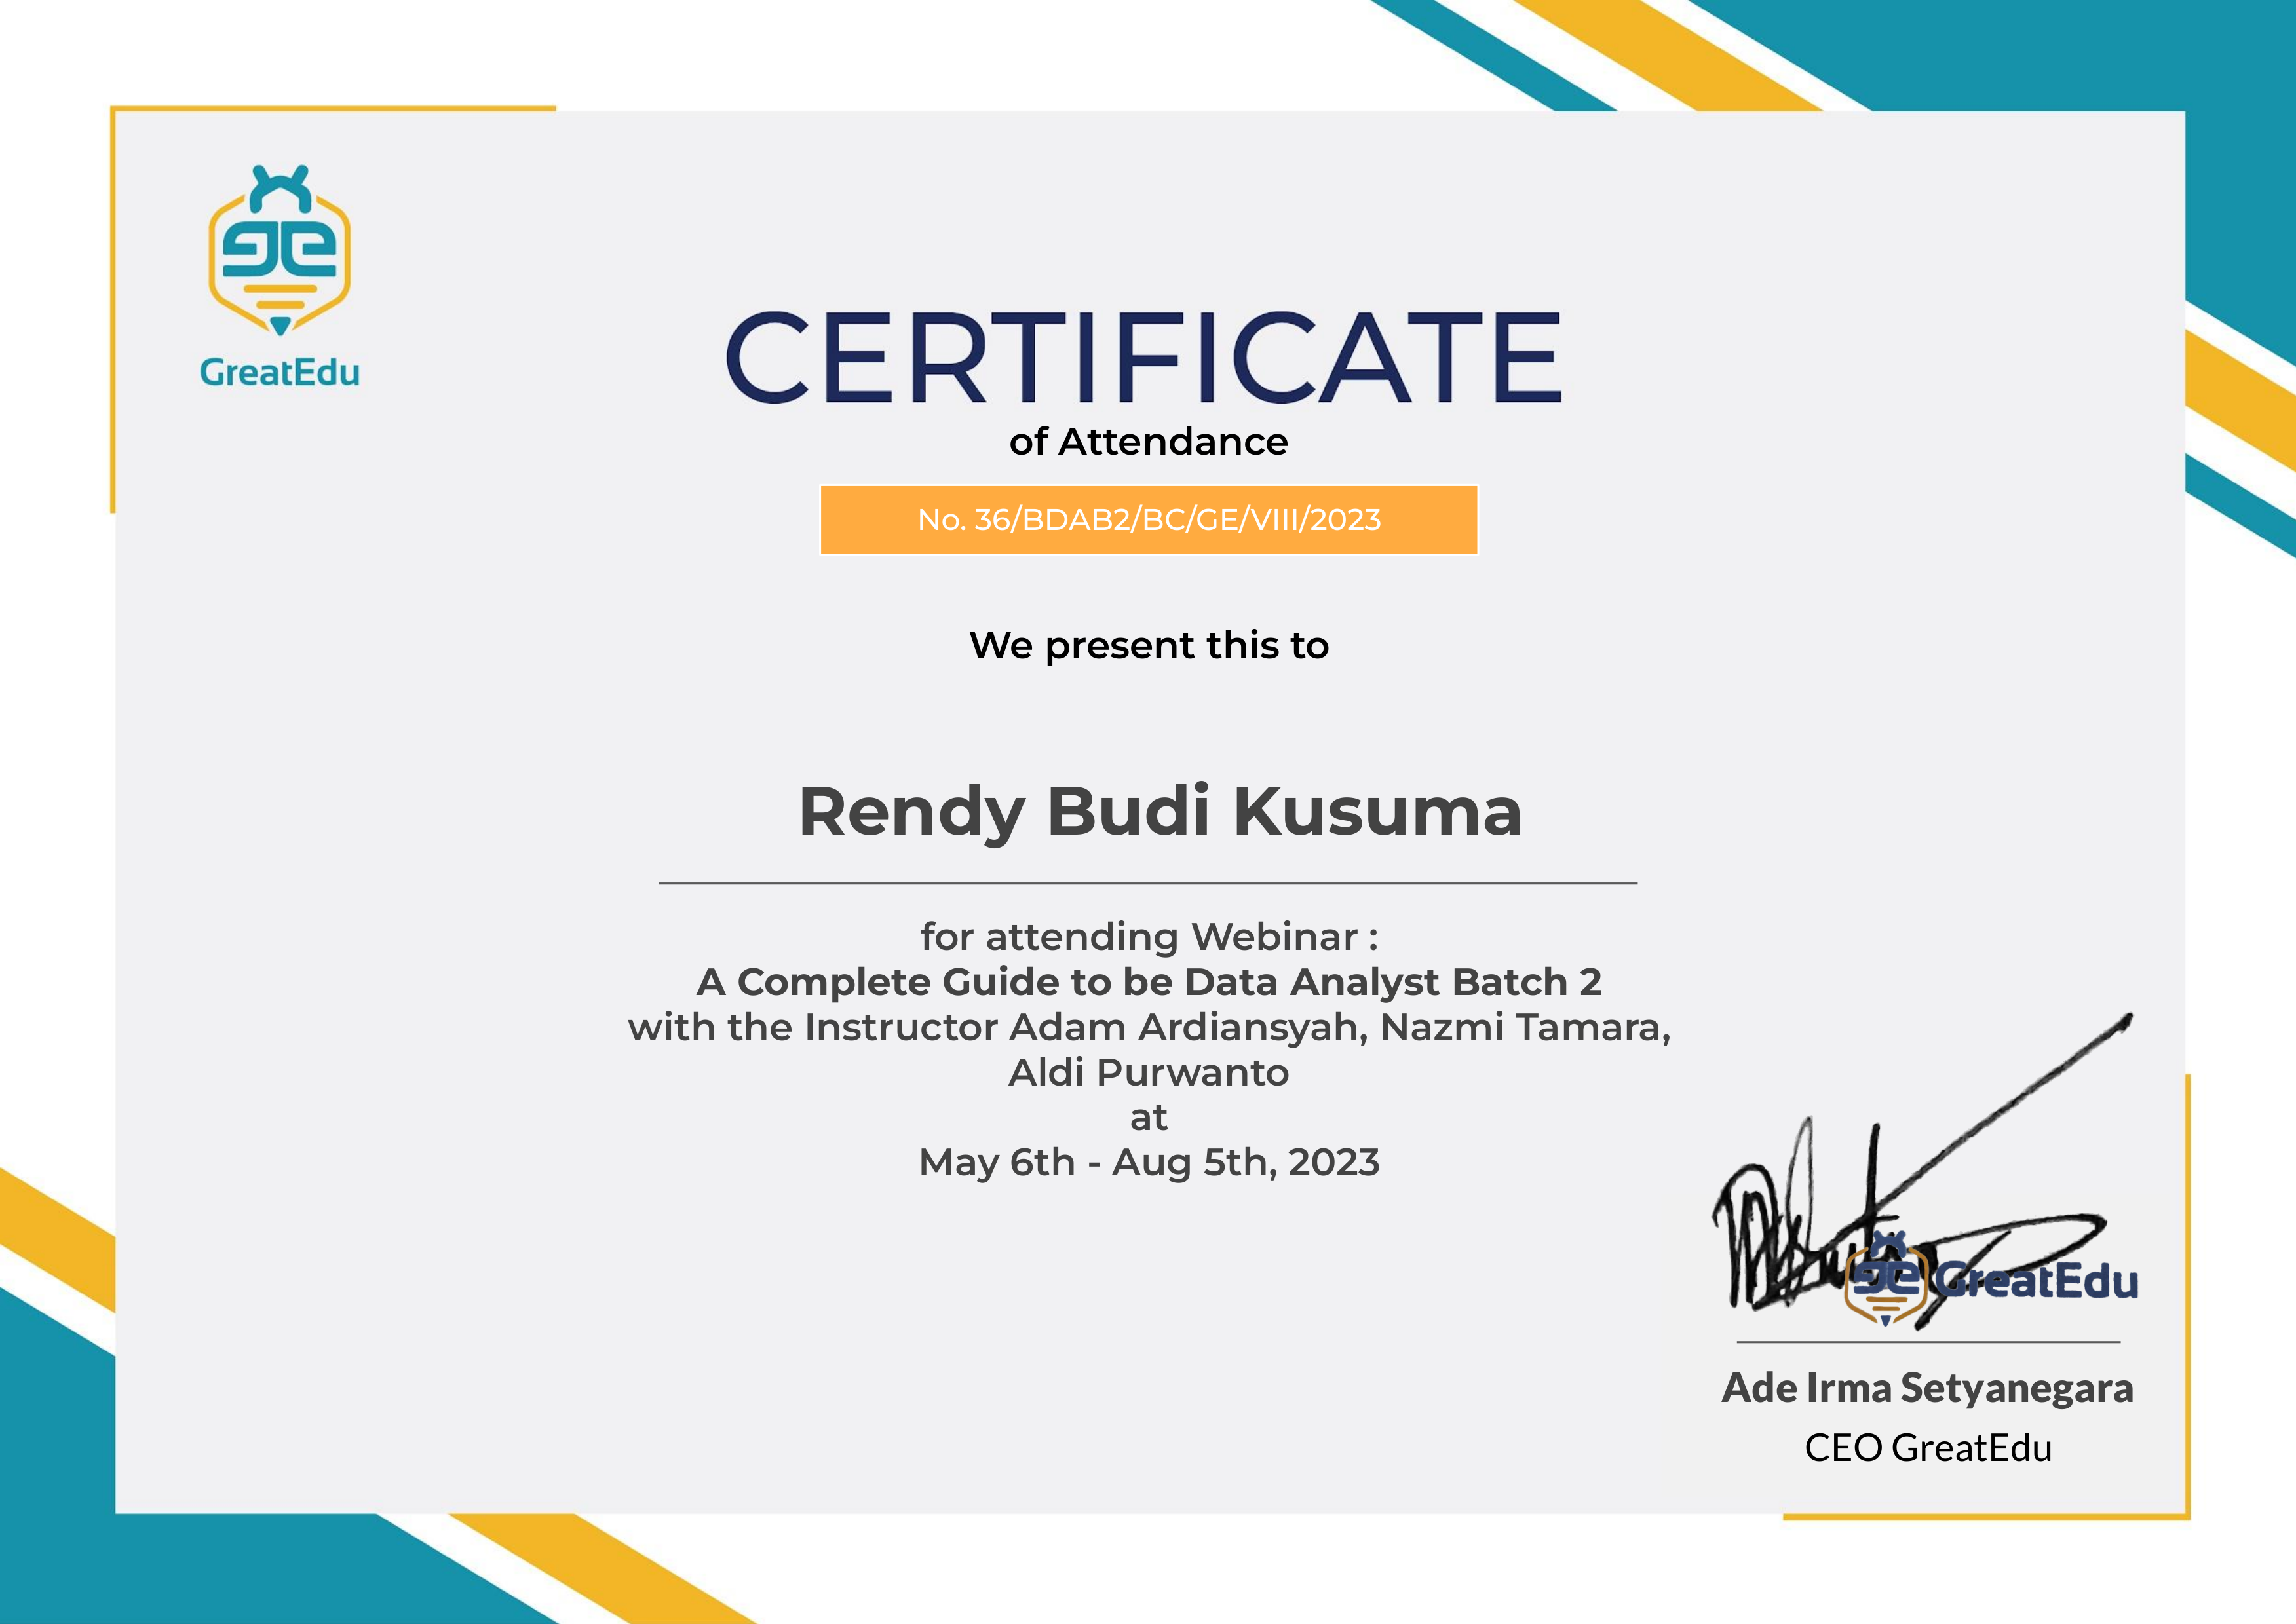 GreatEdu
CERTIFICATE
of Attendance
No. 36/BDAB2/BC/GE/VIII/2023
We present this to
Rendy Budi Kusuma
for attending Webinar :
A Complete Guide to be Data Analyst Batch 2
with the Instructor Adam Ardiansyah, Nazmi Tamara,
Aldi Purwanto
at
May 6th - Aug 5th, 2023
GreatEdu
Ade Irma Setyanegara
CEO GreatEdu